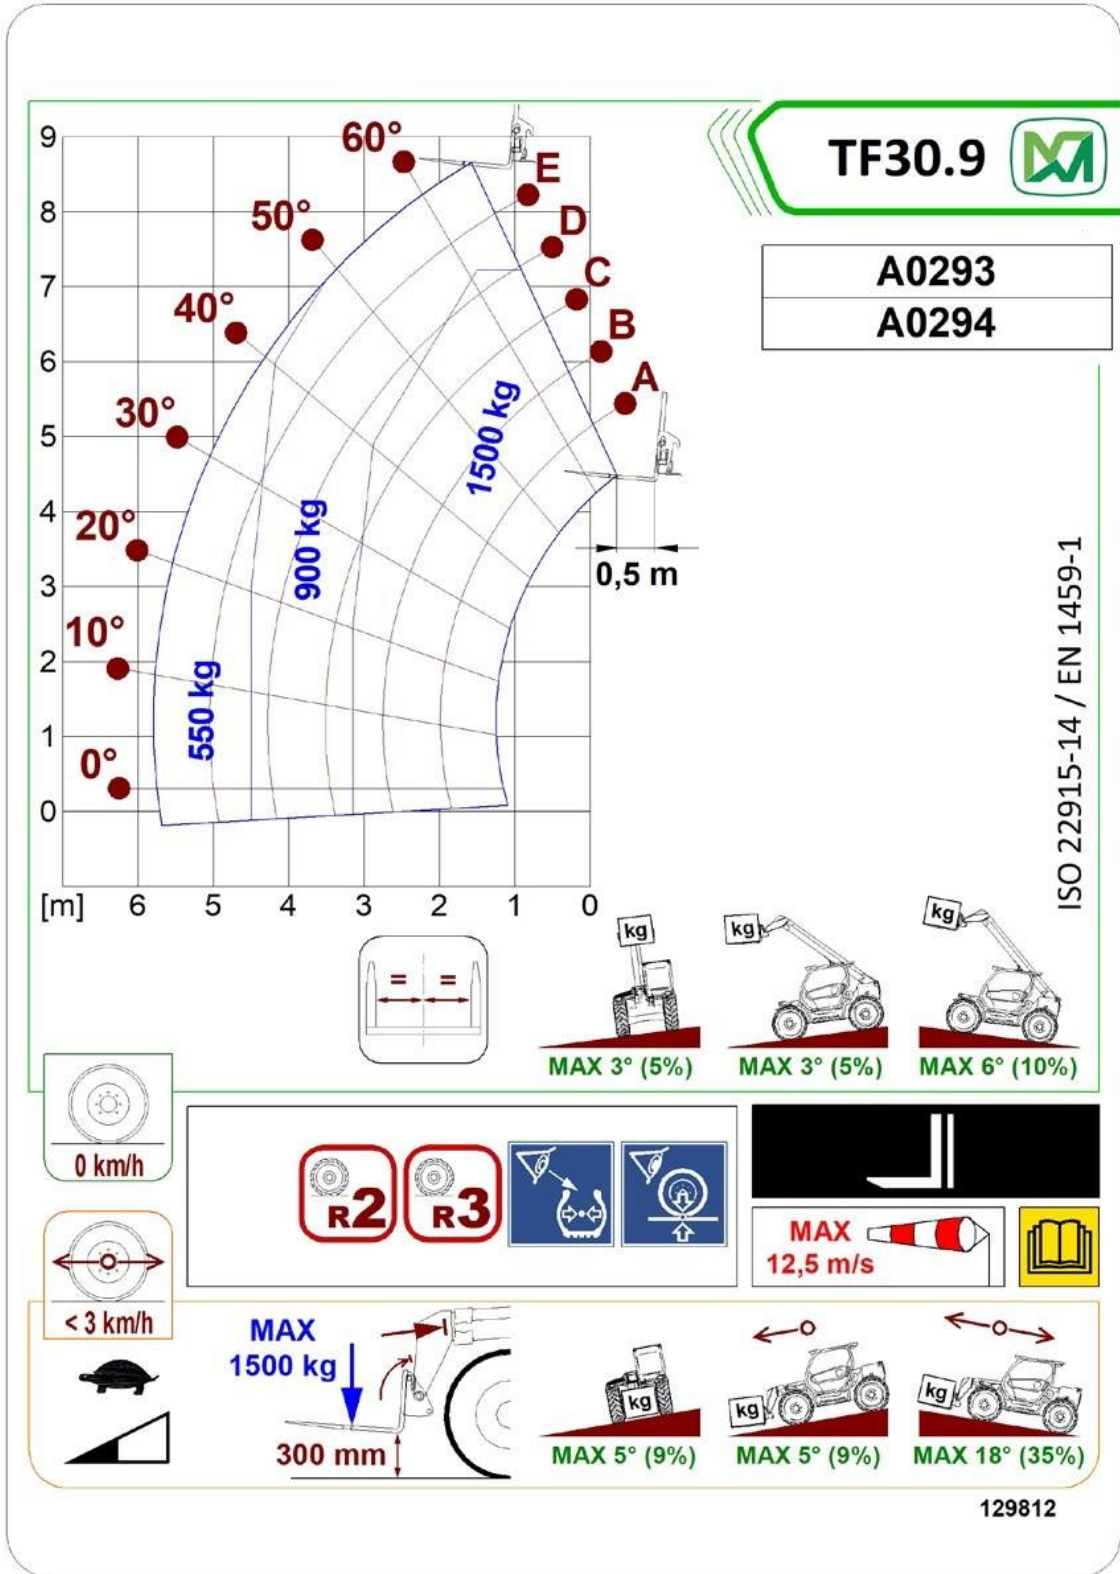 TF30.9
A0293
A0294
9
8
7
6
5
4
3
2
1
0
[m] 6 5 4 3 2 1 0
60°
50°
40°
30°
20°
10°
0°
E
D
C
B
A
1500 kg
900 kg
550 kg
0,5 m
ISO 22915-14 / EN 1459-1
= =
kg
kg
kg
MAX 3° (5%)
MAX 3° (5%)
MAX 6° (10%)
0 km/h
R2
R3
MAX
12,5 m/s
< 3 km/h
MAX
1500 kg
300 mm
kg
kg
kg
MAX 5° (9%)
MAX 5° (9%)
MAX 18° (35%)
129812